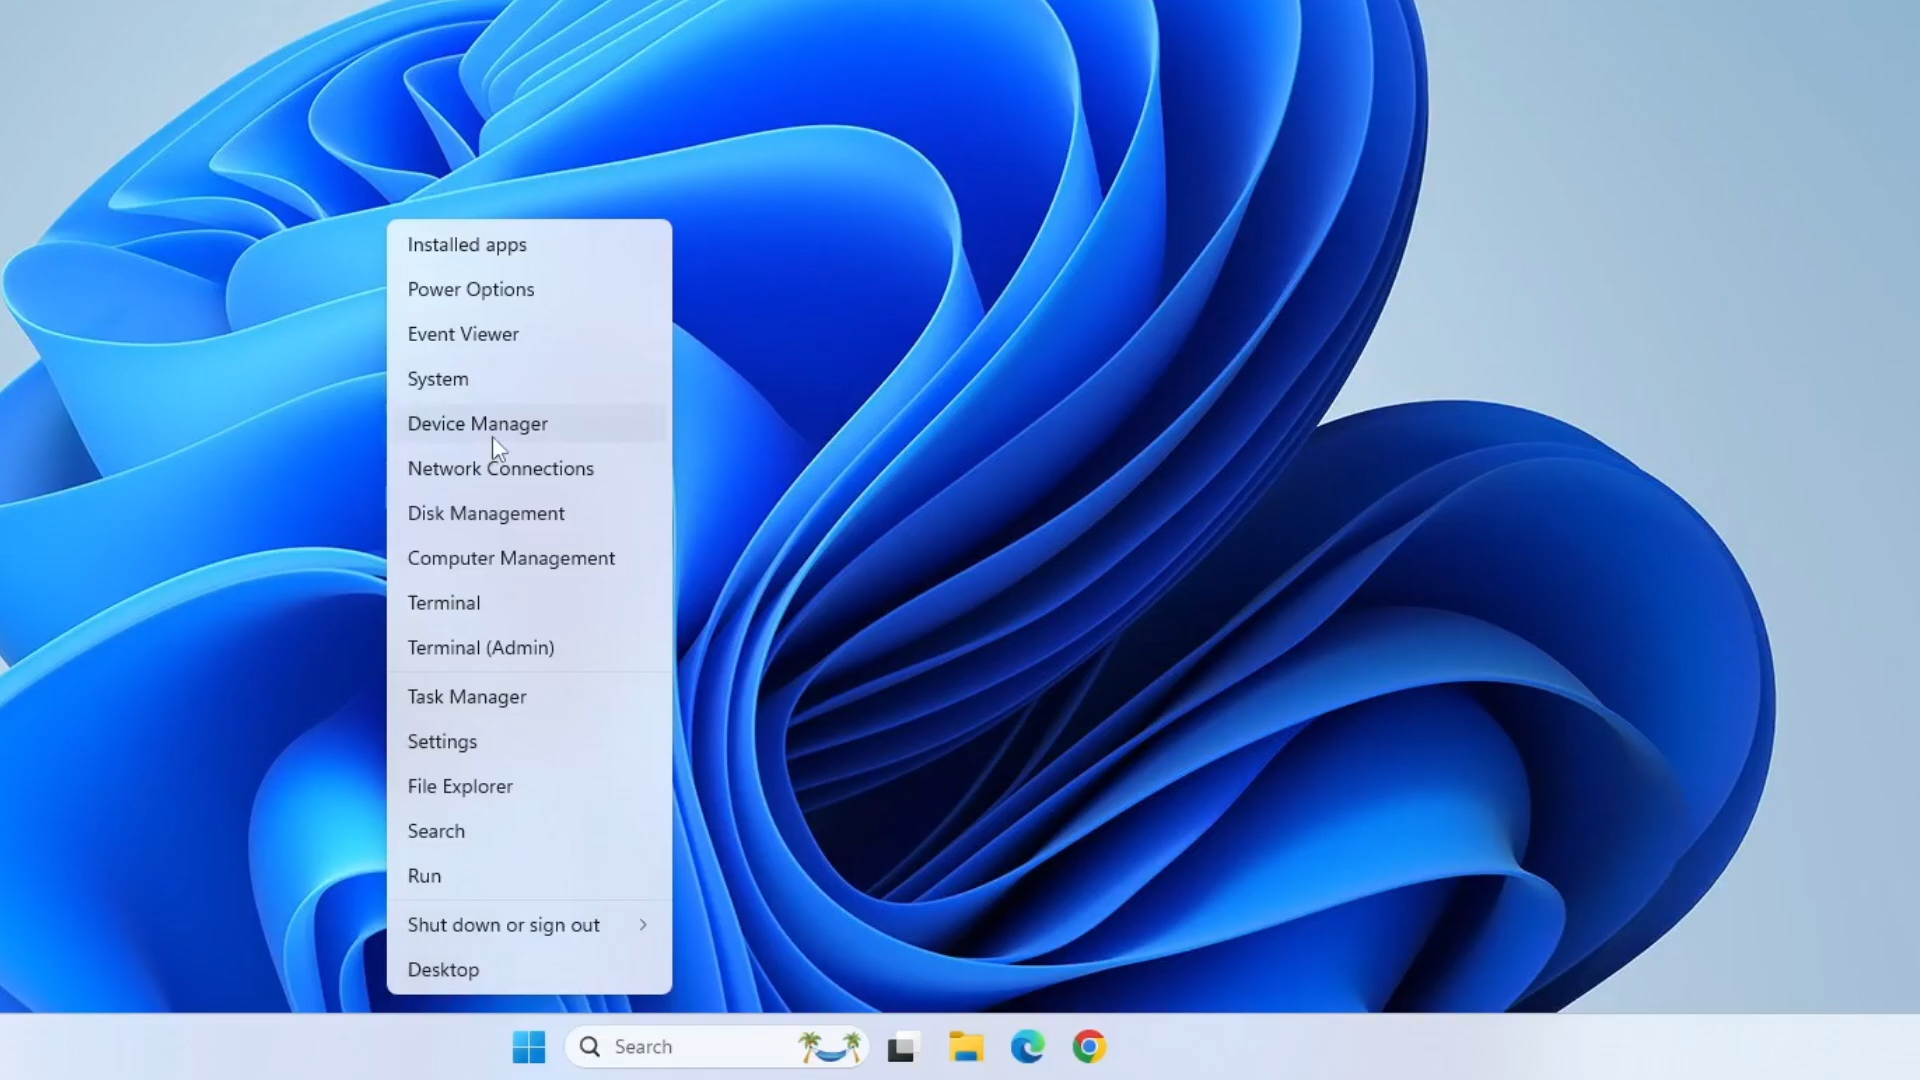 Installed apps
Power Options
Event Viewer
System
Device Manager
Network Connections
Disk Management
Computer Management
Terminal
Terminal (Admin)
Task Manager
Settings
File Explorer
Search
Run
Shut down or sign out
Desktop
Search